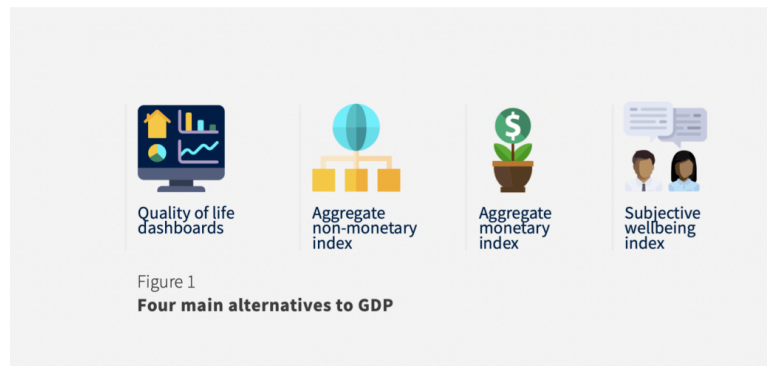 $
Quality of life
dashboards
Aggregate
non-monetary
index
Aggregate
monetary
index
Subjective
wellbeing
index
Figure 1
Four main alternatives to GDP